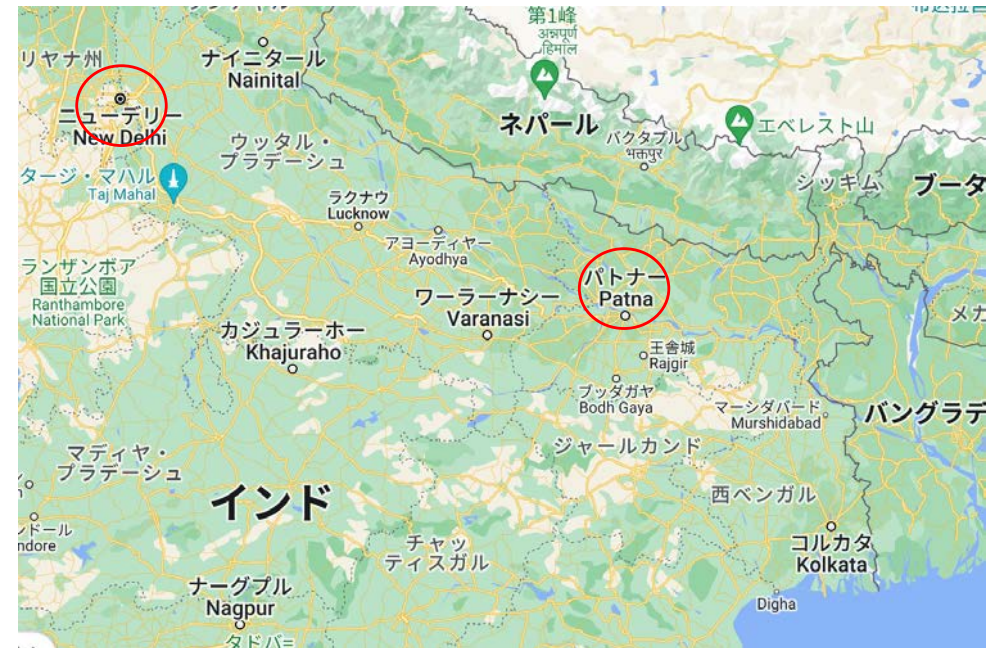 第1峰
अन्नपूर्ण
हिमाल
リヤナ州
ナイニタール
Nainital
ニューデリー
New Delhi
ネパール
バクタプル
भक्तपुर
エベレスト山
ウッタル・
プラデーシュ
タージ・マハル
Taj Mahal
シッキム
ブータ
ラクナウ
Lucknow
アヨーディヤー
Ayodhya
ランザンボア
国立公園
Ranthambore
National Park
パトナー
Patna
ワーラーナシー
Varanasi
メガ
カジュラーホー
Khajuraho
王舎城
Rajgir
ブッダガヤ
Bodh Gaya
マーシダバード
Murshidabad
バングラデ
ジャールカンド
マディヤ・
プラデーシュ
インド
西ベンガル
ンドール
ndore
チャッ
ティスガル
コルカタ
Kolkata
ナーグプル
Nagpur
Digha
タドバ=